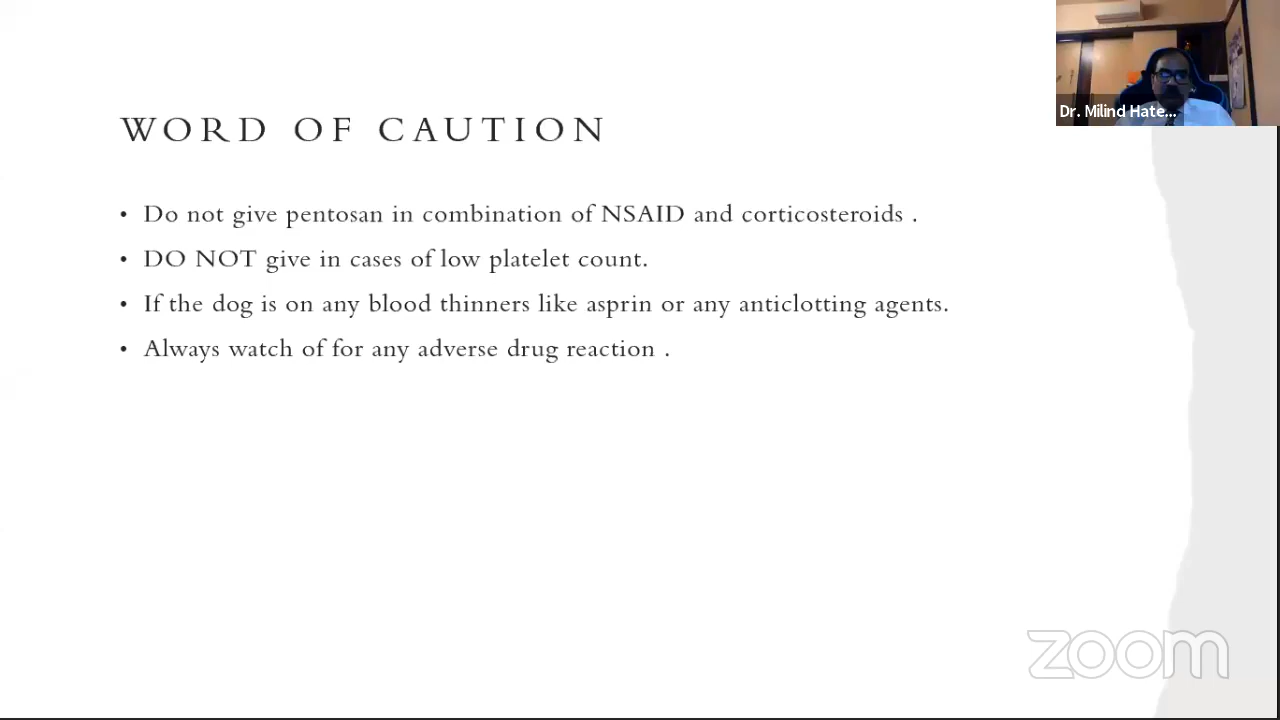 Dr. Milind Hate...
WORD OF CAUTION
• Do not give pentosan in combination of NSAID and corticosteroids .
• DO NOT give in cases of low platelet count.
• If the dog is on any blood thinners like asprin or any anticlotting agents.
• Always watch of for any adverse drug reaction .
zoom